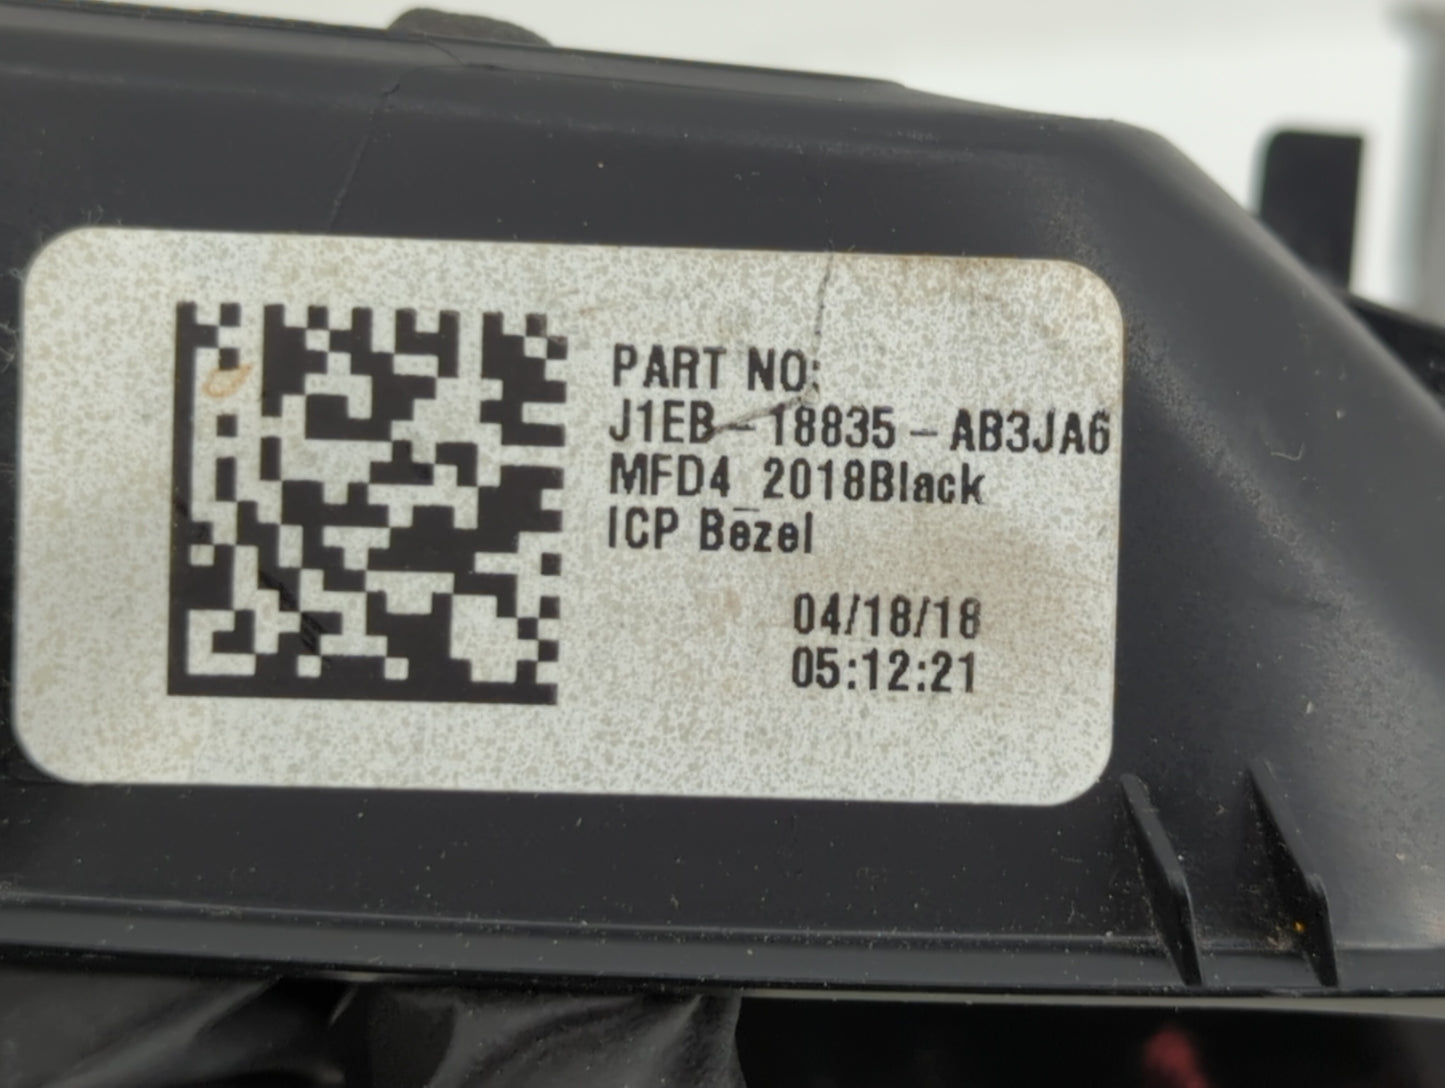 PART NO:
J1EB-18835-AB3JA6
MFD4_2018Black
ICP Bezel
04/18/18
05:12:21